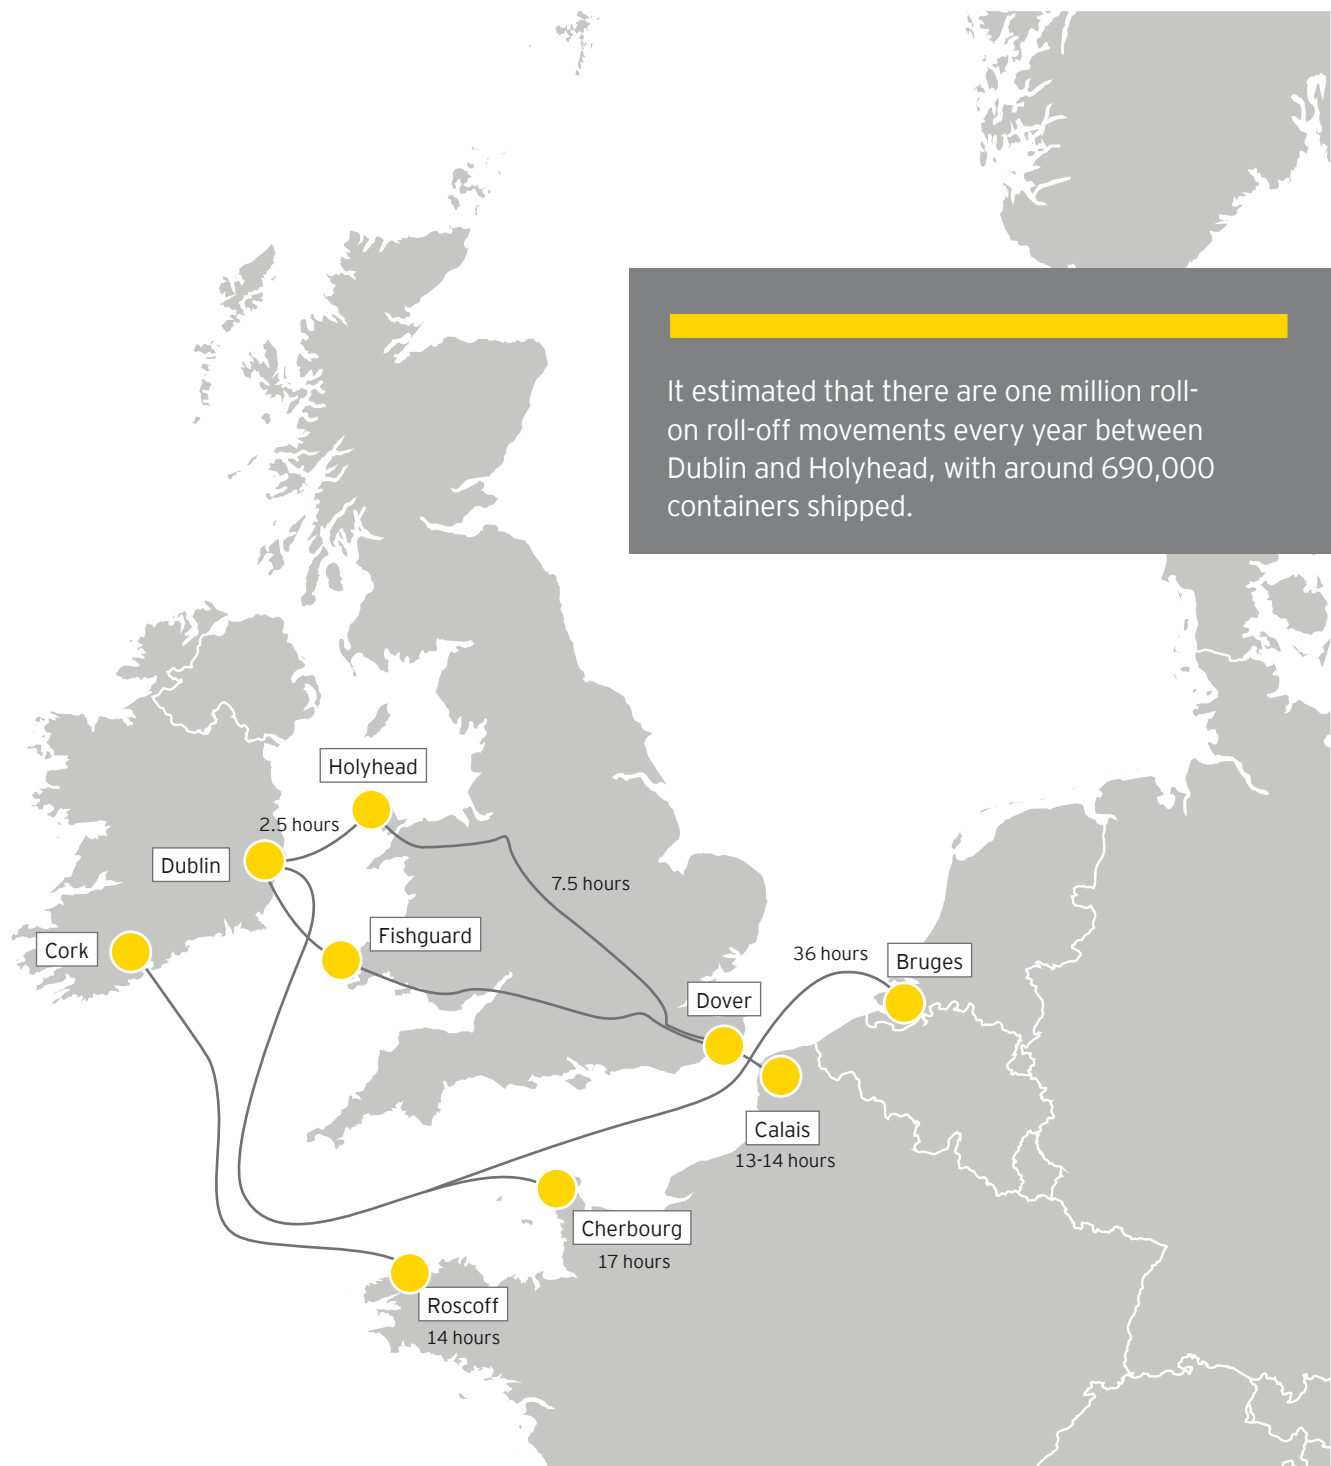 It estimated that there are one million roll-
on roll-off movements every year between
Dublin and Holyhead, with around 690,000
containers shipped.
Holyhead
2.5 hours
Dublin
7.5 hours
Fishguard
Cork
36 hours
Bruges
Dover
Calais
13-14 hours
Cherbourg
17 hours
Roscoff
14 hours